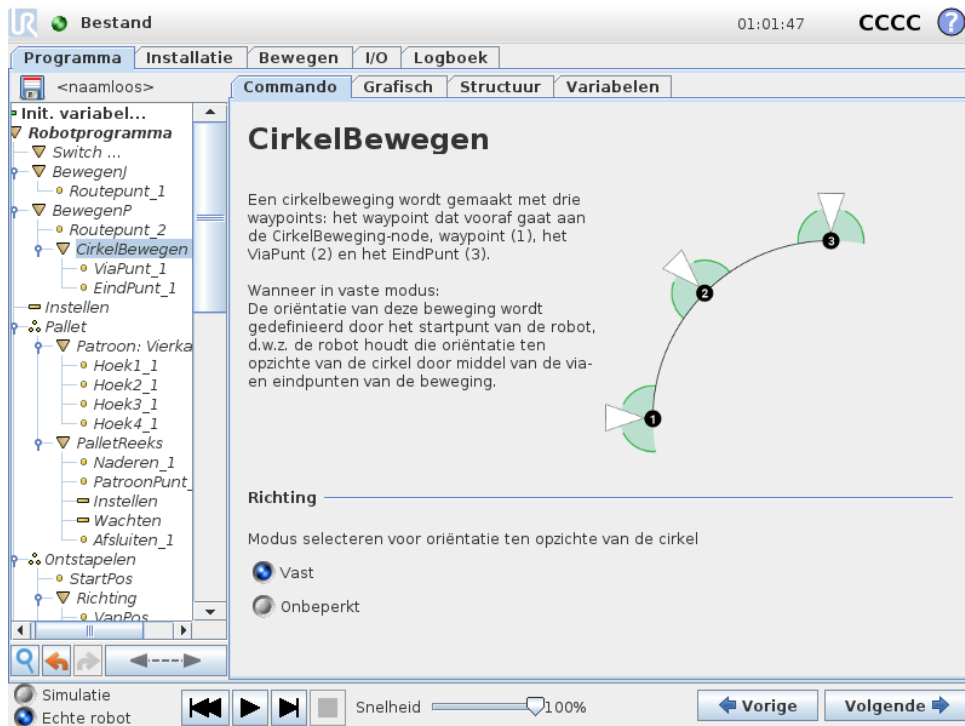 UR
Bestand
01:01:47
CCCC
?
Programma
Installatie
Bewegen
I/O
Logboek
<naamloos>
Commando
Grafisch
Structuur
Variabelen
Init. variabel...
Robotprogramma
Switch ...
BewegenJ
Routepunt_1
BewegenP
Routepunt_2
CirkelBewegen
ViaPunt_1
EindPunt_1
Instellen
Pallet
Patroon: Vierka
Hoek1_1
Hoek2_1
Hoek3_1
Hoek4_1
PalletReeks
Naderen_1
PatroonPunt_
Instellen
Wachten
Afsluiten_1
Ontstapelen
StartPos
Richting
VanPos
CirkelBewegen
Een cirkelbeweging wordt gemaakt met drie
waypoints: het waypoint dat vooraf gaat aan
de CirkelBeweging-node, waypoint (1), het
ViaPunt (2) en het EindPunt (3).
Wanneer in vaste modus:
De oriëntatie van deze beweging wordt
gedefinieerd door het startpunt van de robot,
d.w.z. de robot houdt die oriëntatie ten
opzichte van de cirkel door middel van de via-
en eindpunten van de beweging.
3
2
1
Richting
Modus selecteren voor oriëntatie ten opzichte van de cirkel
Vast
Onbeperkt
Simulatie
Echte robot
Snelheid
100%
Vorige
Volgende